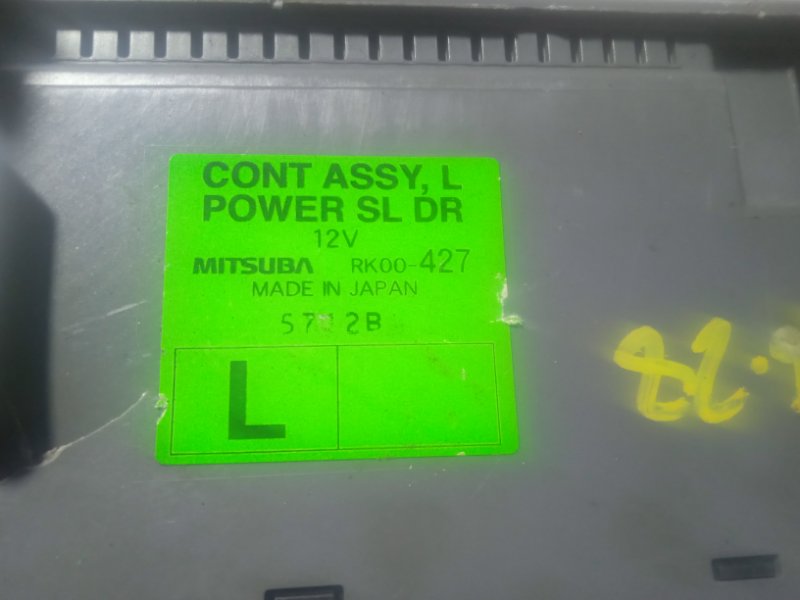 CONT ASSY, L
POWER SL DR
12V
MITSUBA RK00-427
MADE IN JAPAN
L